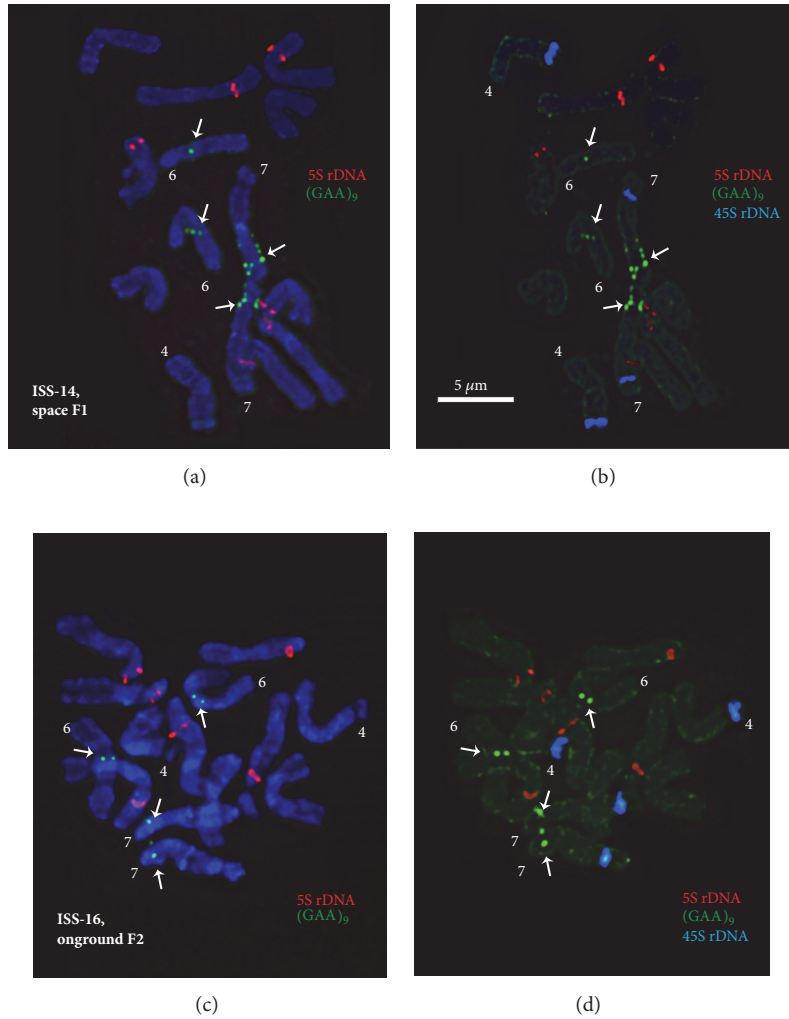 6
7
5S rDNA
(GAA)9
6
4
ISS-14,
space F1
7
(a)
4
6
7
5S rDNA
(GAA)9
45S rDNA
6
4
5 μm
7
(b)
6
6
4
4
7
7
5S rDNA
(GAA)9
ISS-16,
onground F2
(c)
6
6
4
4
7
7
5S rDNA
(GAA)9
45S rDNA
(d)